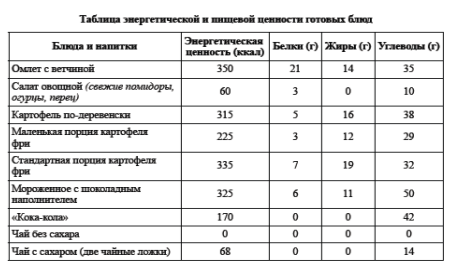 Таблица энергетической и пищевой ценности готовых блюд
Блюда и напитки Энергетическая ценность (ккал) Белки (г) Жиры (г) Углеводы (г)
Омлет с ветчиной 350 21 14 35
Салат овощной (свежие помидоры,
огурцы, перец) 60 3 0 10
Картофель по-деревенски 315 5 16 38
Маленькая порция картофеля
фри 225 3 12 29
Стандартная порция картофеля
фри 335 7 19 32
Мороженное с шоколадным
наполнителем 325 6 11 50
«Кока-кола» 170 0 0 42
Чай без сахара 0 0 0 0
Чай с сахаром (две чайные ложки) 68 0 0 14